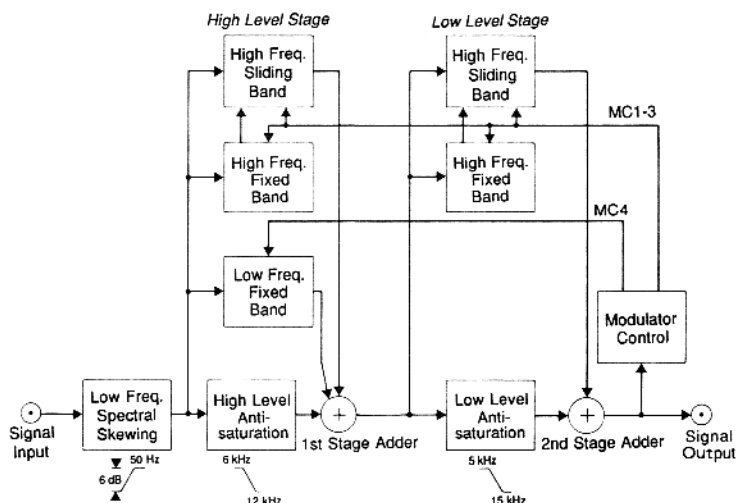 High Level Stage
Low Level Stage
High Freq.
Sliding
Band
High Freq.
Sliding
Band
MC1-3
High Freq.
Fixed
Band
High Freq.
Fixed
Band
MC4
Low Freq.
Fixed
Band
Modulator
Control
Low Freq.
Spectral
Skewing
High Level
Anti-
saturation
Low Level
Anti-
saturation
Signal
Input
1st Stage Adder
2nd Stage Adder
Signal
Output
50 Hz
6 dB
6 kHz
12 kHz
5 kHz
15 kHz